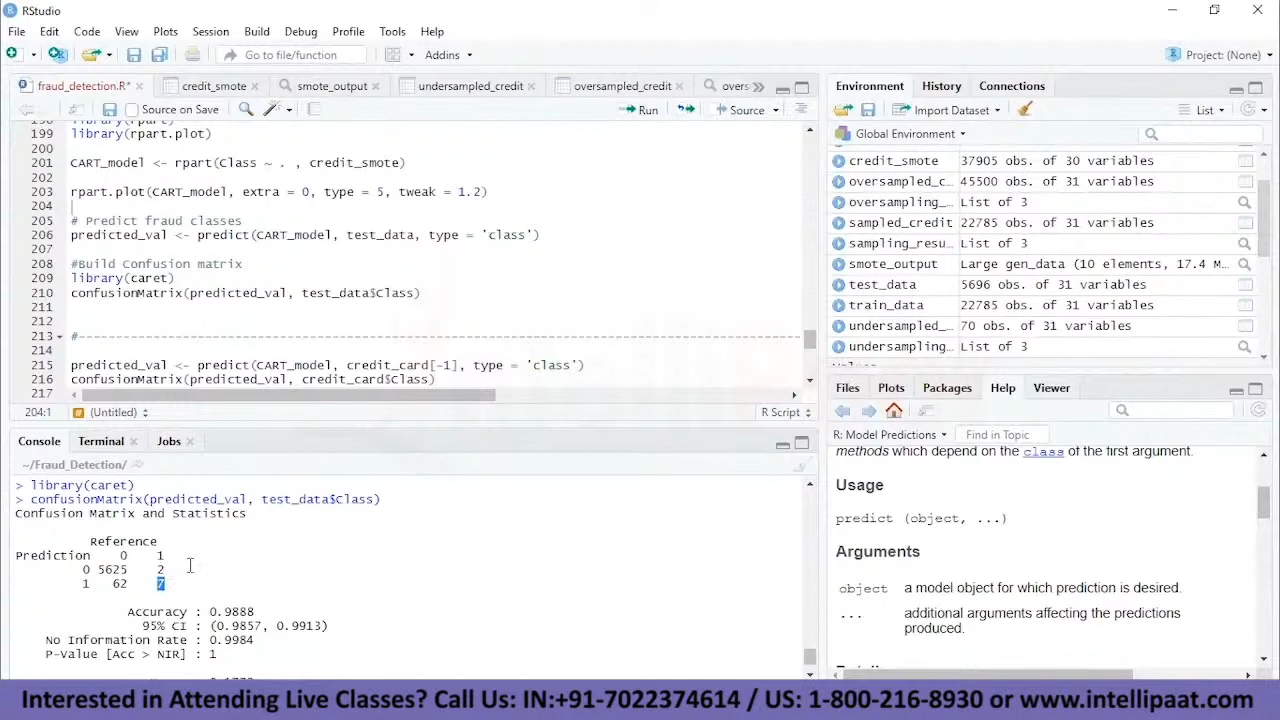 RStudio
File Edit Code View Plots Session Build Debug Profile Tools Help
Go to file/function Addins Project: (None)
fraud_detection.R* credit_smote smote_output undersampled_credit oversampled_credit overs
Source on Save Run Source
199 library(rpart.plot)
200
201 CART_model <- rpart(Class ~ . , credit_smote)
202
203 rpart.plot(CART_model, extra = 0, type = 5, tweak = 1.2)
204
205 # Predict fraud classes
206 predicted_val <- predict(CART_model, test_data, type = 'class')
207
208 #Build Confusion matrix
209 library(caret)
210 confusionMatrix(predicted_val, test_data$Class)
211
212
213 #--------------------------------------------------------------------------------
214
215 predicted_val <- predict(CART_model, credit_card[-1], type = 'class')
216 confusionMatrix(predicted_val, credit_card$Class)
217
204:1 (Untitled) R Script
Console Terminal Jobs
~/Fraud_Detection/
> library(caret)
> confusionMatrix(predicted_val, test_data$Class)
Confusion Matrix and Statistics
Reference
Prediction 0 1
0 5625 2
1 62 7
Accuracy : 0.9888
95% CI : (0.9857, 0.9913)
No Information Rate : 0.9984
P-Value [Acc > NIR] : 1
Environment History Connections
Import Dataset List
Global Environment
credit_smote 37905 obs. of 30 variables
oversampled_c… 45500 obs. of 31 variables
oversampling_… List of 3
sampled_credit 22785 obs. of 31 variables
sampling_resu… List of 3
smote_output Large gen_data (10 elements, 17.4 M…
test_data 5696 obs. of 31 variables
train_data 22785 obs. of 31 variables
undersampled_… 70 obs. of 31 variables
undersampling… List of 3
Files Plots Packages Help Viewer
R: Model Predictions Find in Topic
methods which depend on the class of the first argument.
Usage
predict (object, ...)
Arguments
object a model object for which prediction is desired.
... additional arguments affecting the predictions
produced.
Interested in Attending Live Classes? Call Us: IN:+91-7022374614 / US: 1-800-216-8930 or www.intellipaat.com